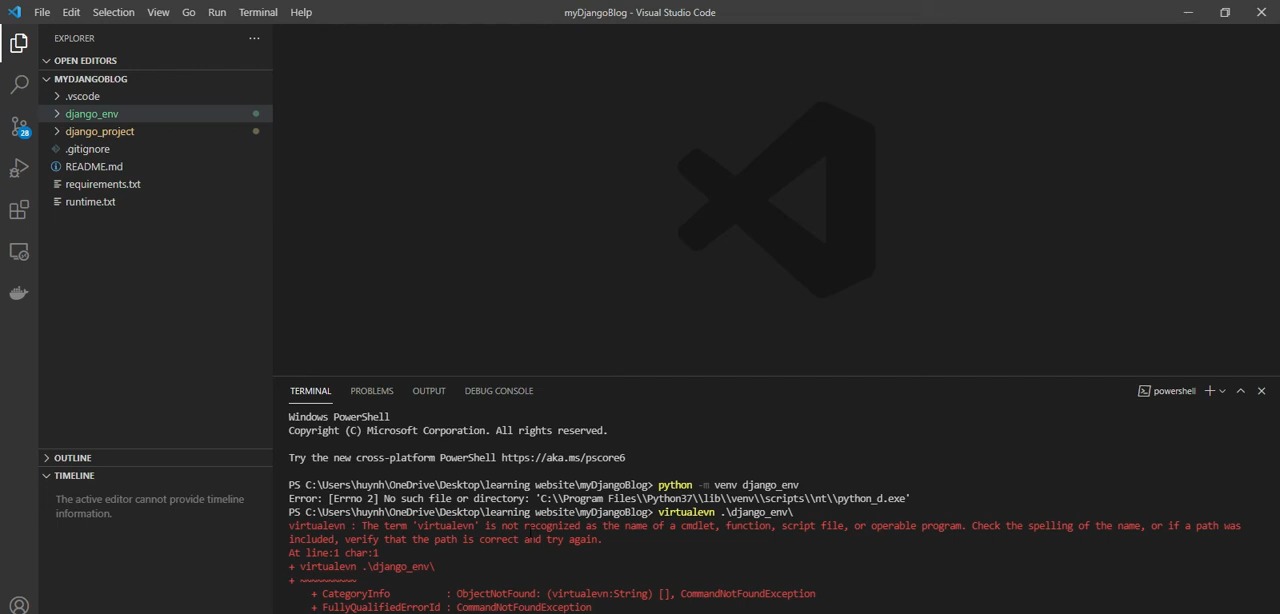 File Edit Selection View Go Run Terminal Help
myDjangoBlog - Visual Studio Code
EXPLORER
OPEN EDITORS
MYDJANGOBLOG
.vscode
django_env
django_project
.gitignore
README.md
requirements.txt
runtime.txt
28
OUTLINE
TIMELINE
The active editor cannot provide timeline
information.
TERMINAL PROBLEMS OUTPUT DEBUG CONSOLE
powershell
Windows PowerShell
Copyright (C) Microsoft Corporation. All rights reserved.
Try the new cross-platform PowerShell https://aka.ms/pscore6
PS C:\Users\huynh\OneDrive\Desktop\learning website\myDjangoBlog> python -m venv django_env
Error: [Errno 2] No such file or directory: 'C:\\Program Files\\Python37\\lib\\venv\\scripts\\nt\\python_d.exe'
PS C:\Users\huynh\OneDrive\Desktop\learning website\myDjangoBlog> virtualevn .\django_env\
virtualevn : The term 'virtualevn' is not recognized as the name of a cmdlet, function, script file, or operable program. Check the spelling of the name, or if a path was
included, verify that the path is correct and try again.
At line:1 char:1
+ virtualevn .\django_env\
+ ~~~~~~~~~~
+ CategoryInfo : ObjectNotFound: (virtualevn:String) [], CommandNotFoundException
+ FullyQualifiedErrorId : CommandNotFoundException